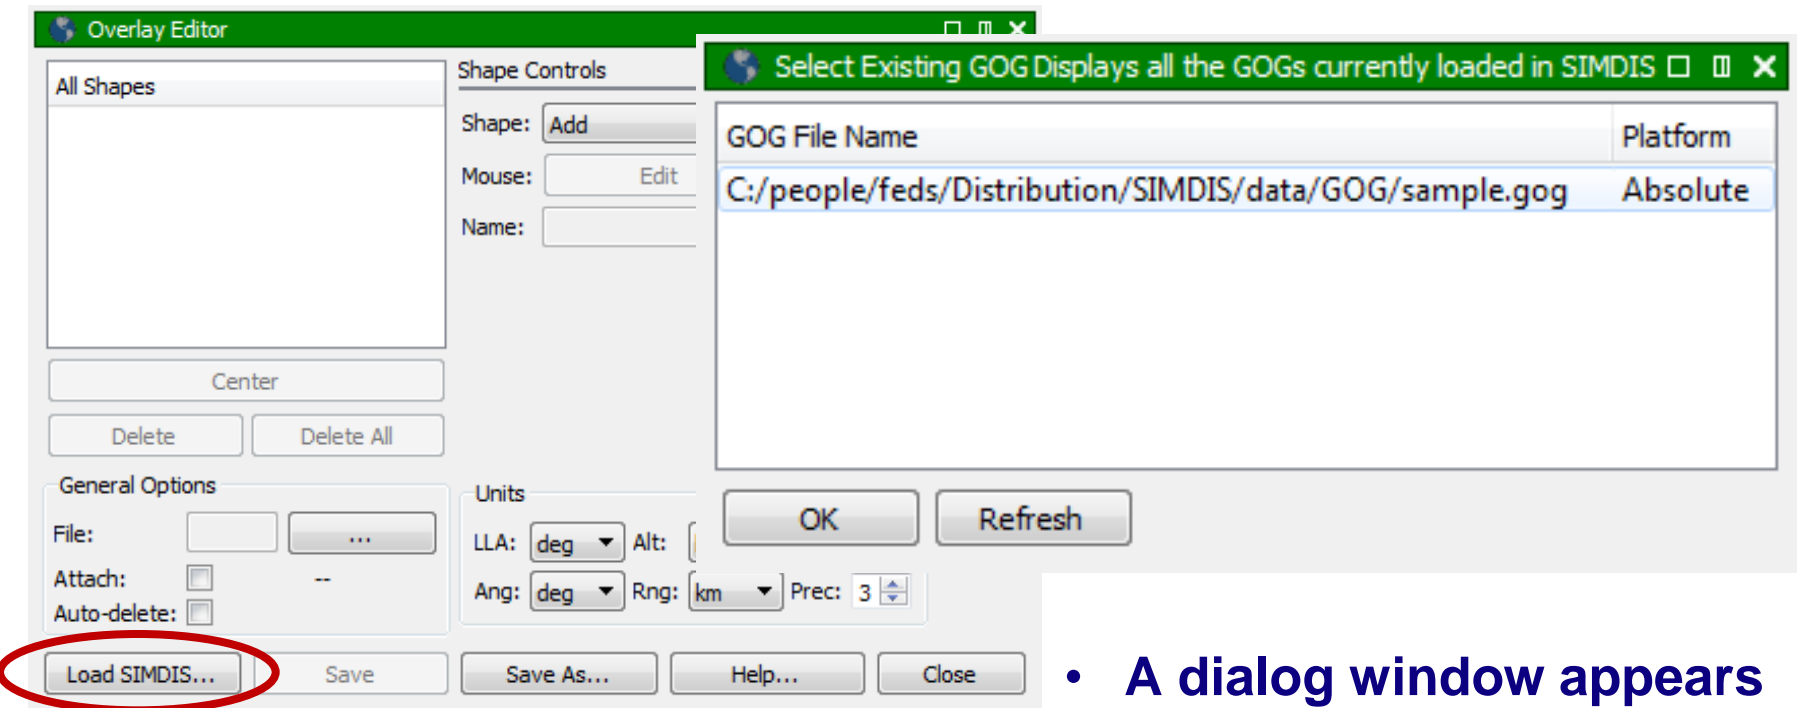 Overlay Editor
All Shapes
Center
Delete Delete All
General Options
File: ...
Attach: --
Auto-delete:
Load SIMDIS... Save Save As... Help... Close
Shape Controls
Shape: Add
Mouse: Edit
Name:
Units
LLA: deg Alt:
Ang: deg Rng: km Prec: 3
Select Existing GOG Displays all the GOGs currently loaded in SIMDIS
GOG File Name Platform
C:/people/feds/Distribution/SIMDIS/data/GOG/sample.gog Absolute
OK Refresh
• A dialog window appears